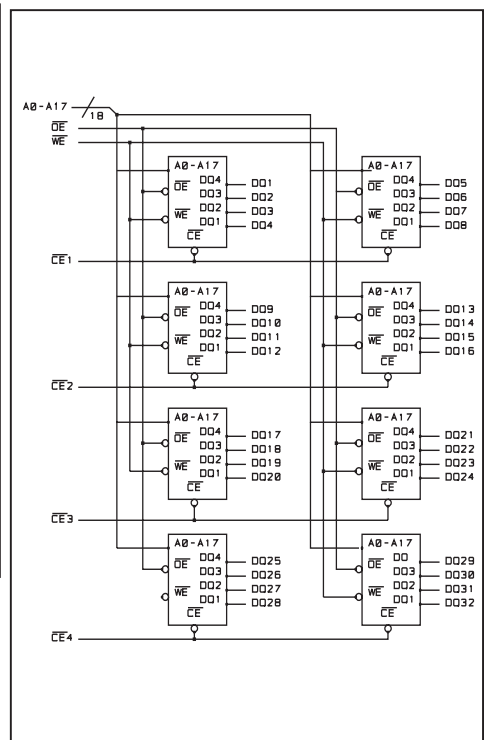 A0-A17
18
OE
WE
A0-A17
OE
WE
DQ4
DQ3
DQ2
DQ1
CE
DQ1
DQ2
DQ3
DQ4
A0-A17
OE
WE
DQ4
DQ3
DQ2
DQ1
CE
DQ5
DQ6
DQ7
DQ8
CE1
A0-A17
OE
WE
DQ4
DQ3
DQ2
DQ1
CE
DQ9
DQ10
DQ11
DQ12
A0-A17
OE
WE
DQ4
DQ3
DQ2
DQ1
CE
DQ13
DQ14
DQ15
DQ16
CE2
A0-A17
OE
WE
DQ4
DQ3
DQ2
DQ1
CE
DQ17
DQ18
DQ19
DQ20
A0-A17
OE
WE
DQ4
DQ3
DQ2
DQ1
CE
DQ21
DQ22
DQ23
DQ24
CE3
A0-A17
OE
WE
DQ4
DQ3
DQ2
DQ1
CE
DQ25
DQ26
DQ27
DQ28
A0-A17
OE
WE
DQ
DQ3
DQ2
DQ1
CE
DQ29
DQ30
DQ31
DQ32
CE4